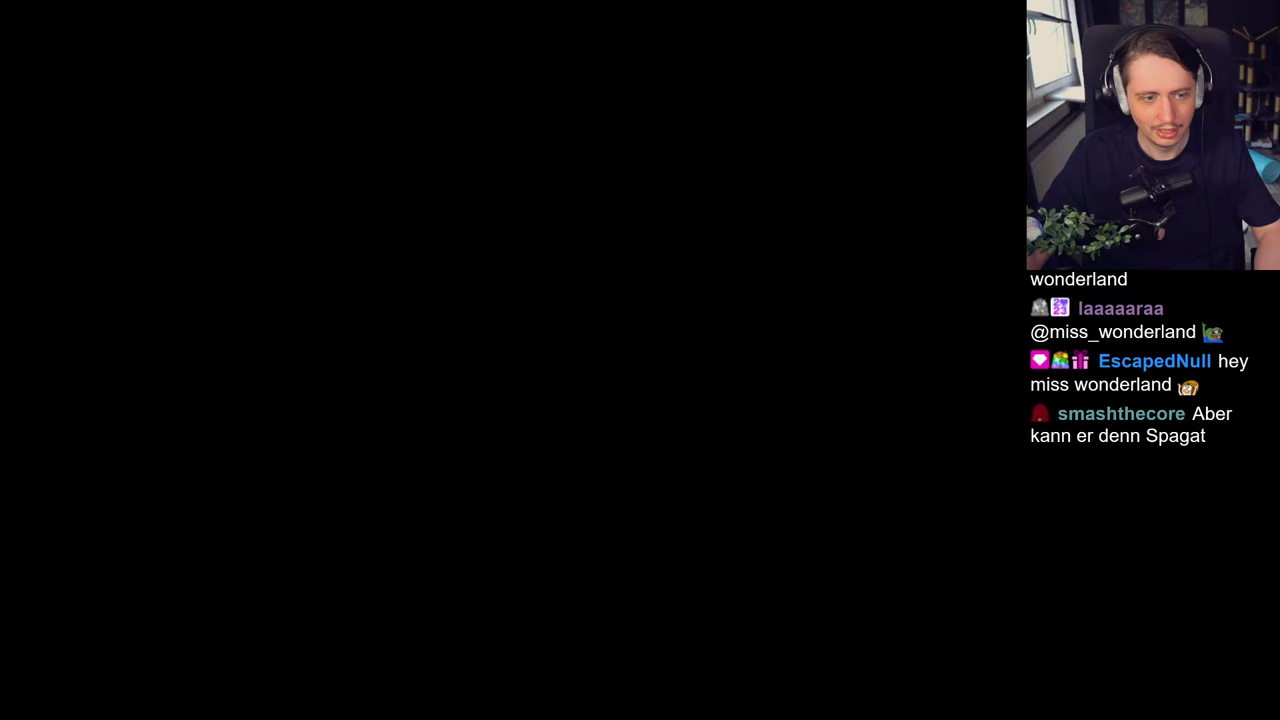 wonderland
laaaaaraa
@miss_wonderland
EscapedNull hey
miss wonderland
smashthecore Aber
kann er denn Spagat